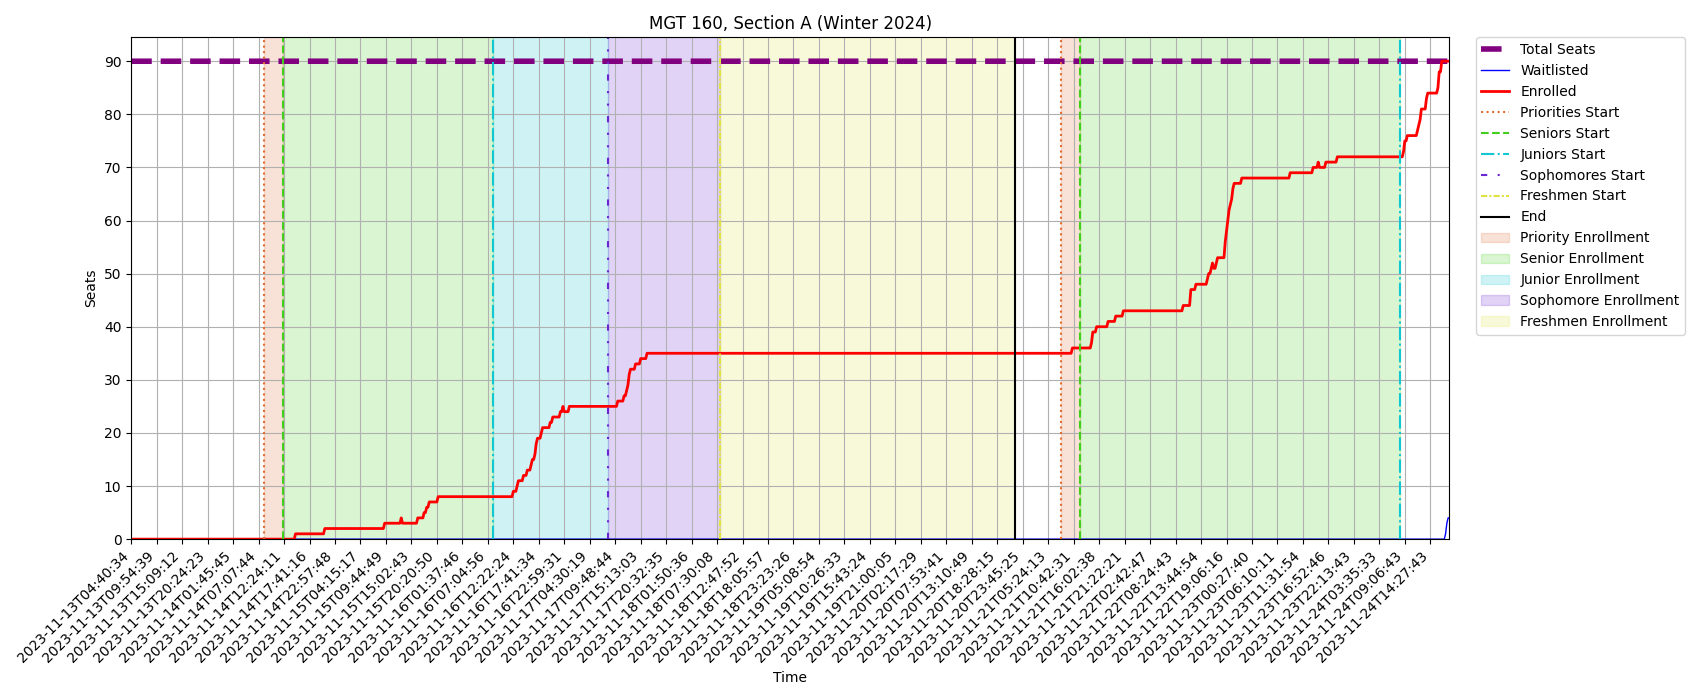 MGT 160, Section A (Winter 2024)
Total Seats
Waitlisted
Enrolled
Priorities Start
Seniors Start
Juniors Start
Sophomores Start
Freshmen Start
End
Priority Enrollment
Senior Enrollment
Junior Enrollment
Sophomore Enrollment
Freshmen Enrollment
Seats
90
80
70
60
50
40
30
20
10
0
2023-11-13T04:40:34
2023-11-13T09:54:39
2023-11-13T15:09:12
2023-11-13T20:24:23
2023-11-14T01:45:45
2023-11-14T07:07:44
2023-11-14T12:24:11
2023-11-14T17:41:16
2023-11-14T22:57:48
2023-11-15T04:15:17
2023-11-15T09:44:49
2023-11-15T15:02:43
2023-11-15T20:20:50
2023-11-16T01:37:46
2023-11-16T07:04:56
2023-11-16T12:22:24
2023-11-16T17:41:34
2023-11-16T22:59:31
2023-11-17T04:30:19
2023-11-17T09:48:44
2023-11-17T15:13:03
2023-11-17T20:32:35
2023-11-18T01:50:36
2023-11-18T07:30:08
2023-11-18T12:47:52
2023-11-18T18:05:57
2023-11-18T23:23:26
2023-11-19T05:08:54
2023-11-19T10:26:33
2023-11-19T15:43:24
2023-11-19T21:00:05
2023-11-20T02:17:29
2023-11-20T07:53:41
2023-11-20T13:10:49
2023-11-20T18:28:15
2023-11-20T23:45:25
2023-11-21T05:24:13
2023-11-21T10:42:31
2023-11-21T16:02:38
2023-11-21T21:22:21
2023-11-22T02:42:47
2023-11-22T08:24:43
2023-11-22T13:44:54
2023-11-22T19:06:16
2023-11-23T00:27:40
2023-11-23T06:10:11
2023-11-23T11:31:54
2023-11-23T16:52:46
2023-11-23T22:13:43
2023-11-24T03:35:33
2023-11-24T09:06:43
2023-11-24T14:27:43
Time